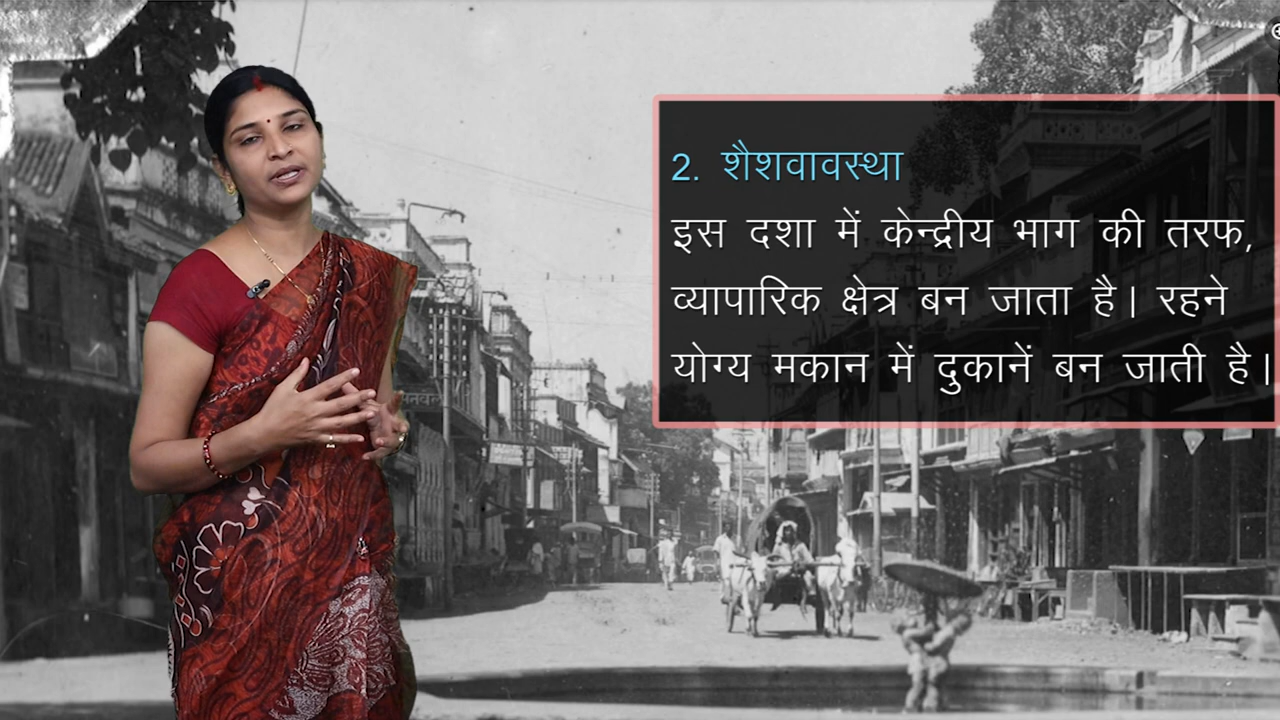 2. शैशवावस्था
इस दशा में केन्द्रीय भाग की तरफ,
व्यापारिक क्षेत्र बन जाता है। रहने
योग्य मकान में दुकानें बन जाती है।